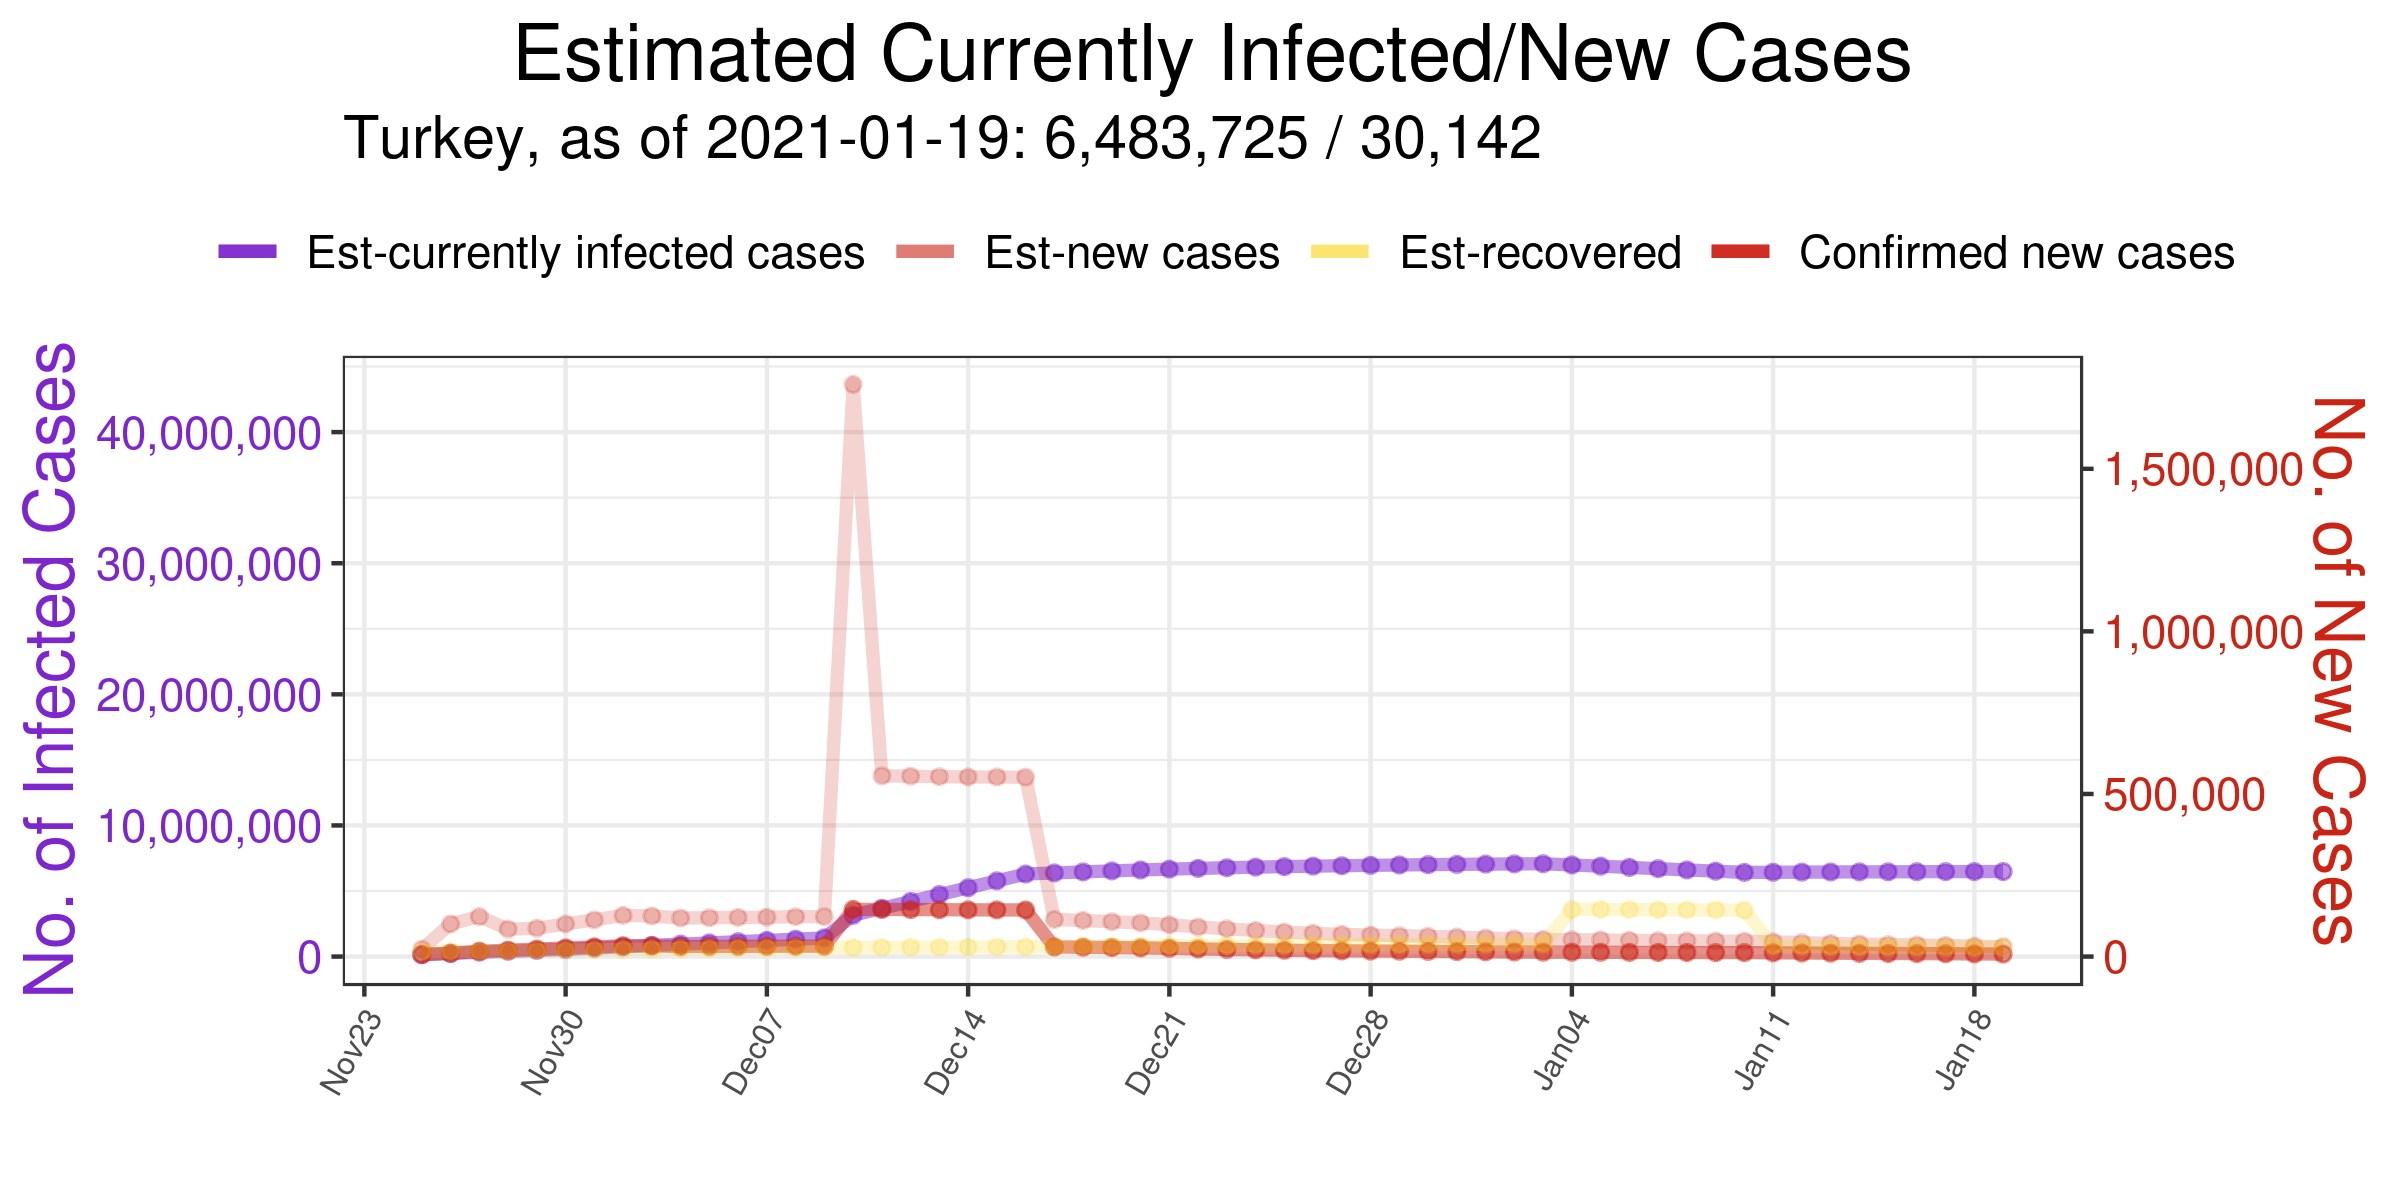 Estimated Currently Infected/New Cases
Turkey, as of 2021-01-19: 6,483,725 / 30,142
Est-currently infected cases Est-new cases Est-recovered Confirmed new cases
No. of Infected Cases
40,000,000
30,000,000
20,000,000
10,000,000
0
1,500,000
1,000,000
500,000
0
No. of New Cases
Nov23 Nov30 Dec07 Dec14 Dec21 Dec28 Jan04 Jan11 Jan18